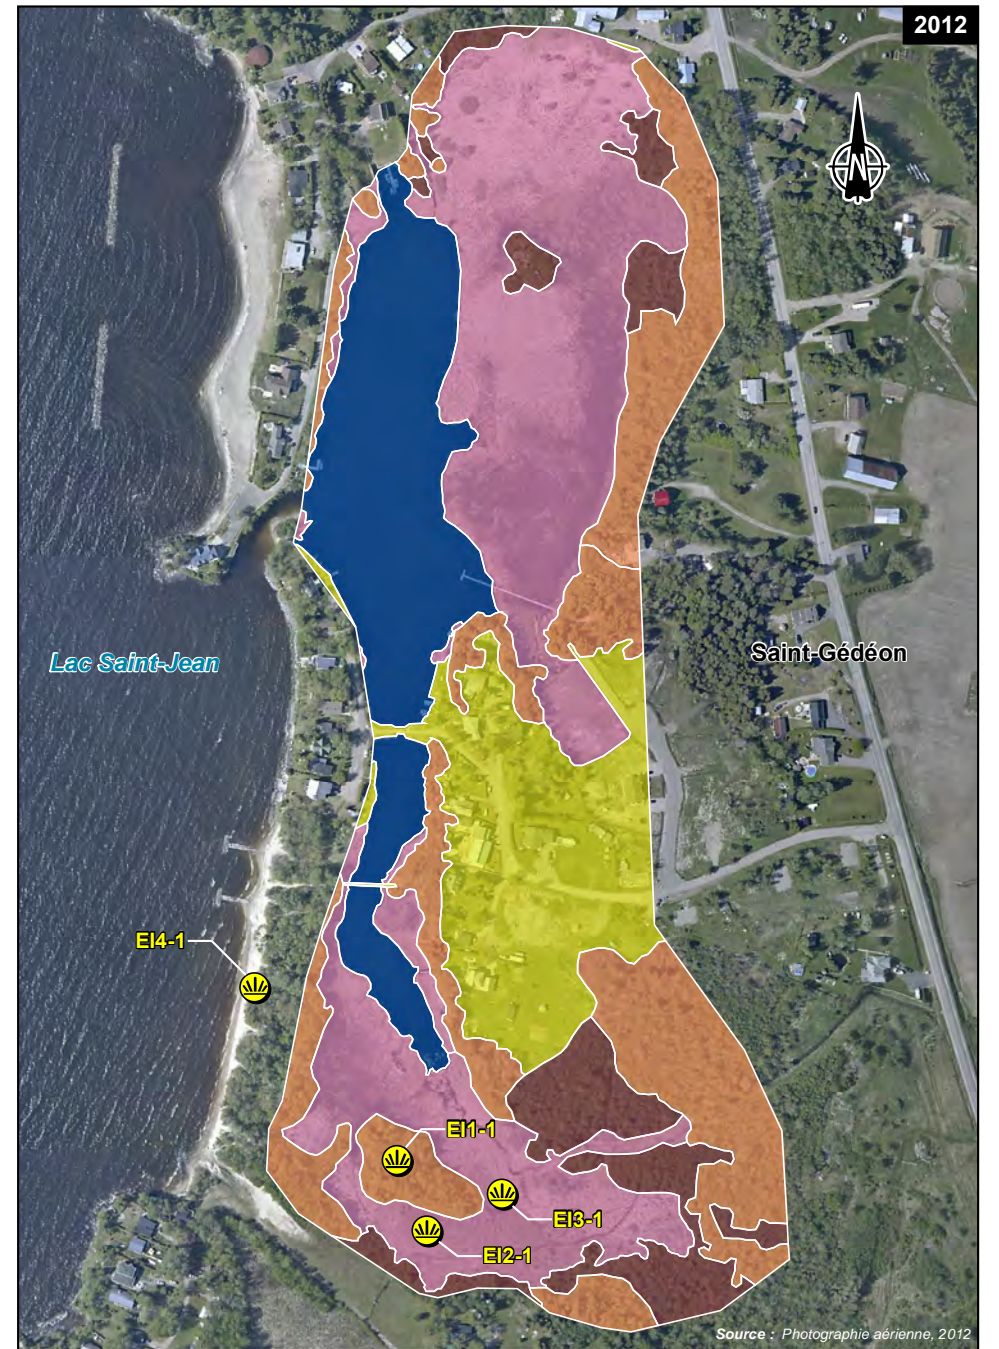 2012
N
Lac Saint-Jean
Saint-Gédéon
EI4-1
EI1-1
EI3-1
EI2-1
Source : Photographie aérienne, 2012